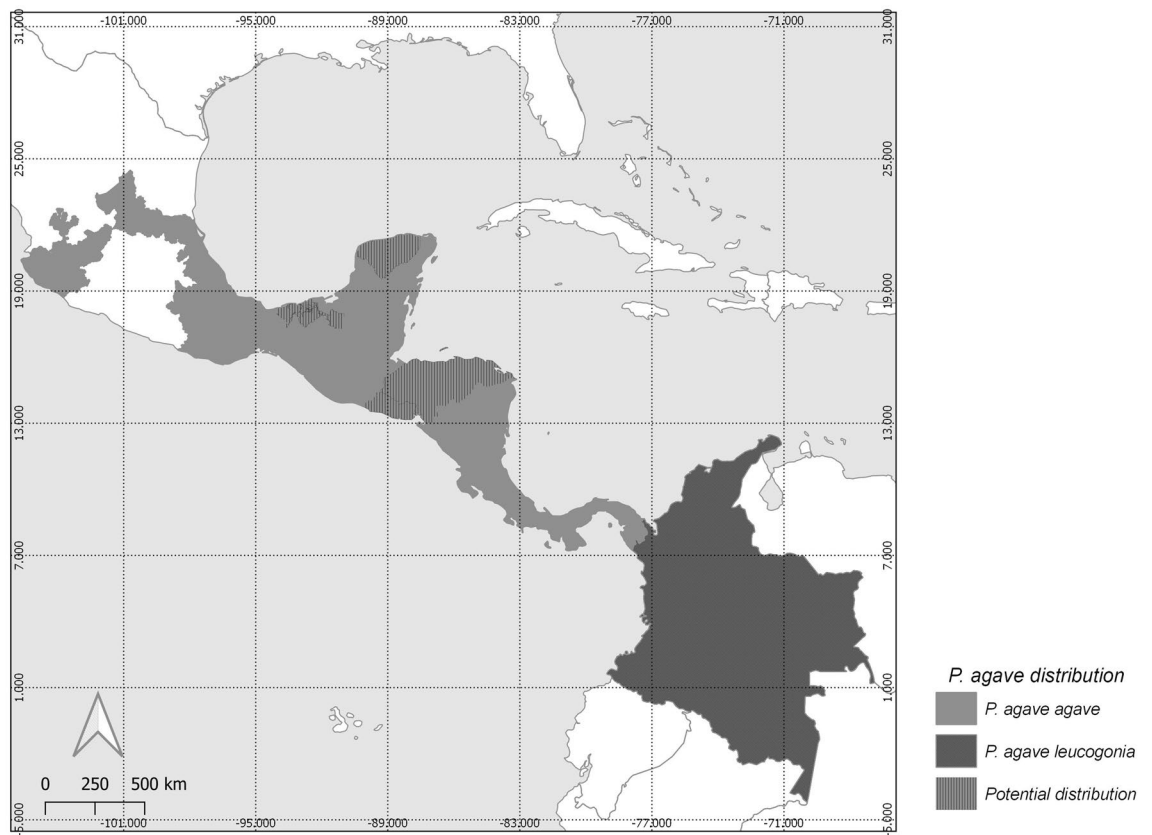 -101.000 -95.000 -89.000 -83.000 -77.000 -71.000
31.000 31.000
25.000 25.000
19.000 19.000
13.000 13.000
7.000 7.000
1.000 1.000
-5.000 -5.000
0 250 500 km
-101.000 -95.000 -89.000 -83.000 -77.000 -71.000
P. agave distribution
P. agave agave
P. agave leucogonia
Potential distribution